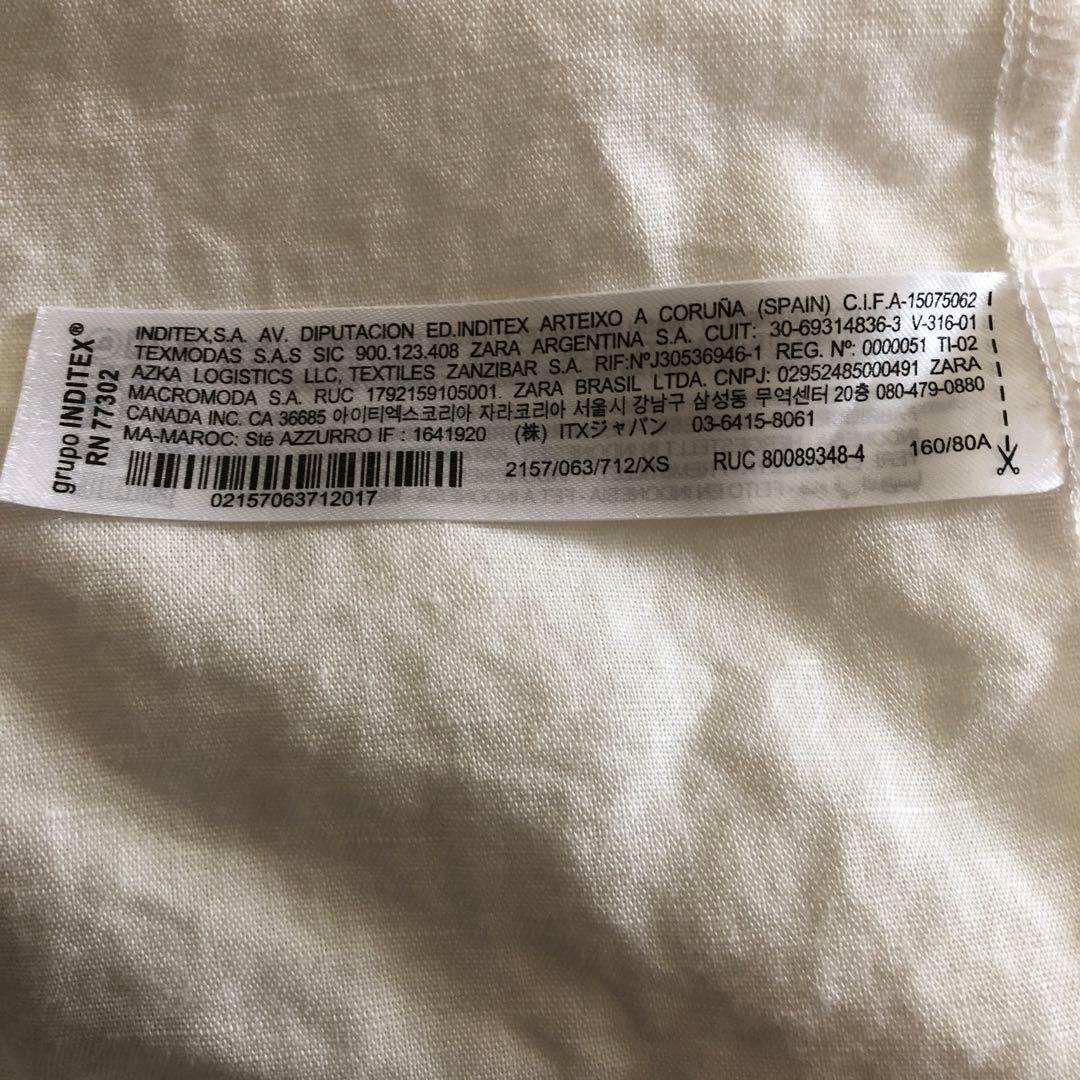 grupo INDITEX®
RN 77302
INDITEX,S.A. AV. DIPUTACION ED.INDITEX ARTEIXO A CORUÑA (SPAIN) C.I.F.A-15075062
TEXMODAS S.A.S SIC 900.123.408 ZARA ARGENTINA S.A. CUIT: 30-69314836-3 V-316-01
AZKA LOGISTICS LLC, TEXTILES ZANZIBAR S.A. RIF:NºJ30536946-1 REG. Nº: 0000051 TI-02
MACROMODA S.A. RUC 1792159105001. ZARA BRASIL LTDA. CNPJ: 02952485000491 ZARA
CANADA INC. CA 36685 아이티엑스코리아 자라코리아 서울시 강남구 삼성동 무역센터 20층 080-479-0880
MA-MAROC: Sté AZZURRO IF : 1641920 (株) ITXジャパン 03-6415-8061
2157/063/712/XS RUC 80089348-4 160/80A
02157063712017